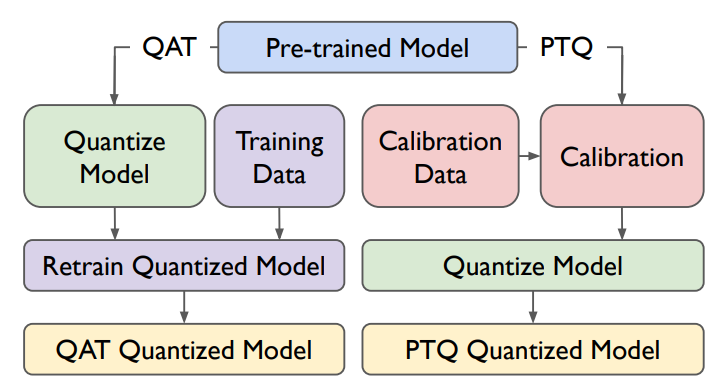 QAT
Pre-trained Model
PTQ
Quantize
Model
Training
Data
Calibration
Data
Calibration
Retrain Quantized Model
Quantize Model
QAT Quantized Model
PTQ Quantized Model